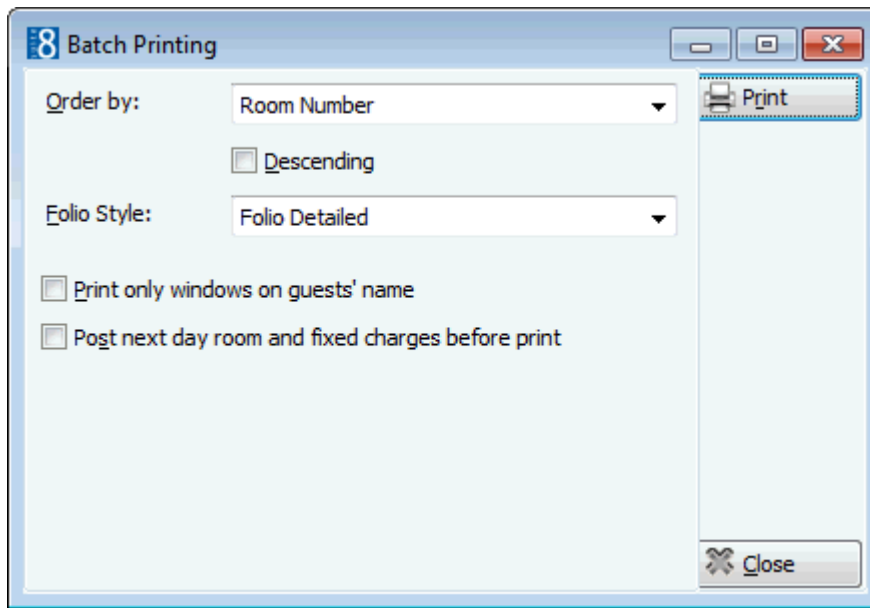 8 Batch Printing
Order by:
Room Number
Print
Descending
Folio Style:
Folio Detailed
Print only windows on guests' name
Post next day room and fixed charges before print
Close